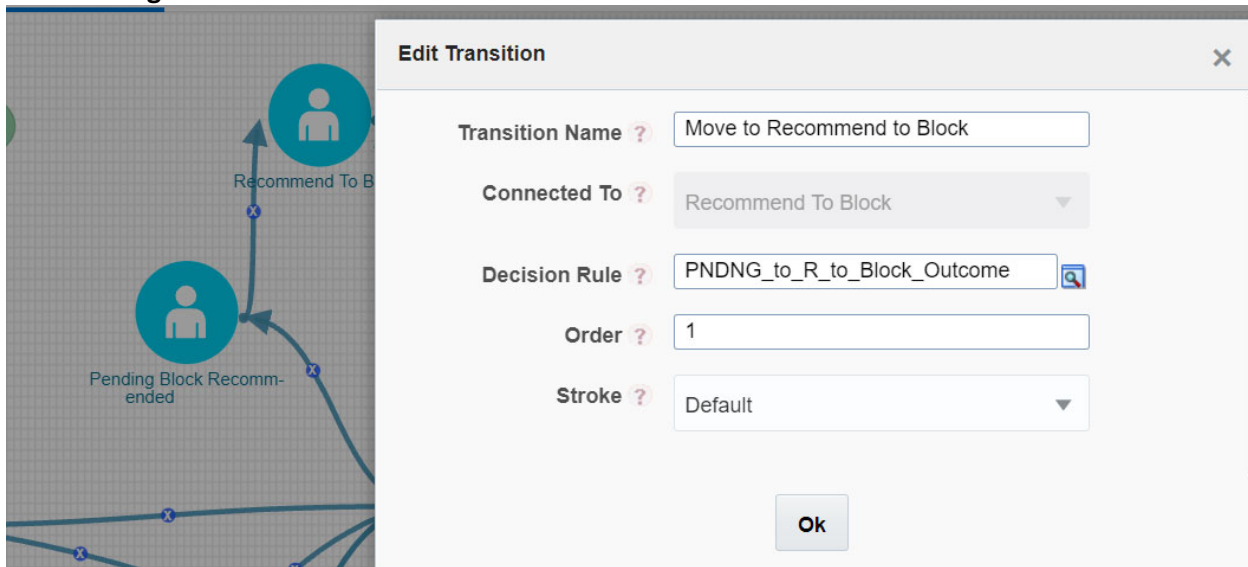 Edit Transition
Transition Name ? Move to Recommend to Block
Connected To ? Recommend To Block
Decision Rule ? PNDNG_to_R_to_Block_Outcome
Order ? 1
Stroke ? Default
Ok
Recommend To B
Pending Block Recomm-
ended